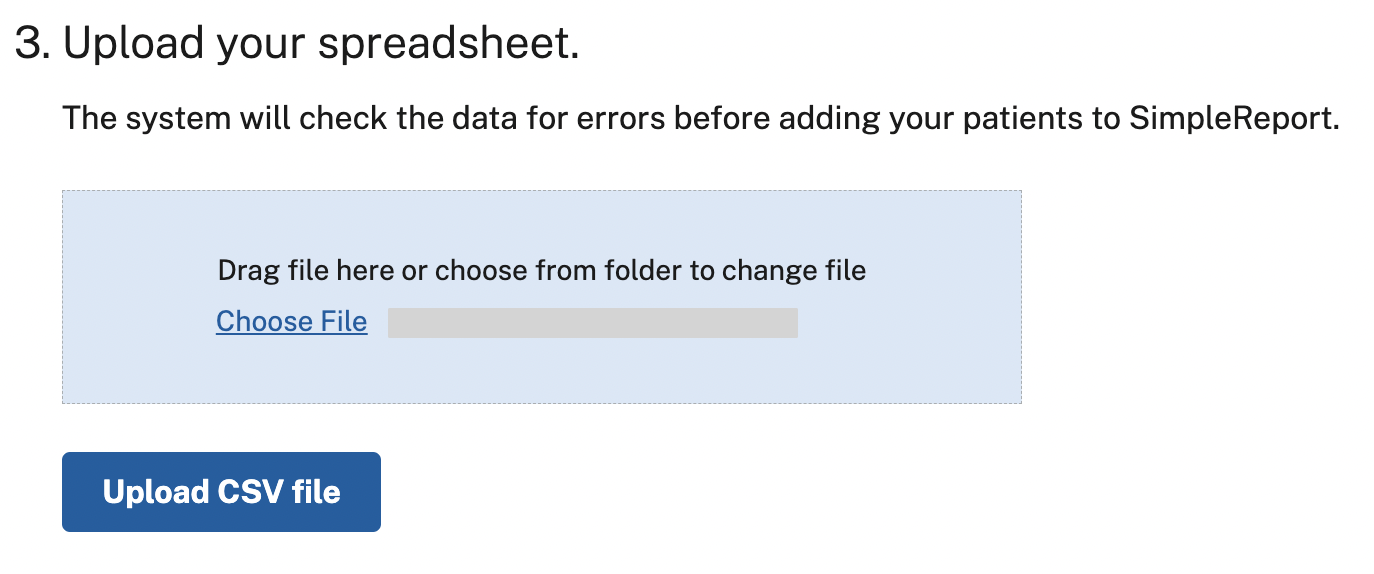 3. Upload your spreadsheet.
The system will check the data for errors before adding your patients to SimpleReport.
Drag file here or choose from folder to change file
Choose File
Upload CSV file